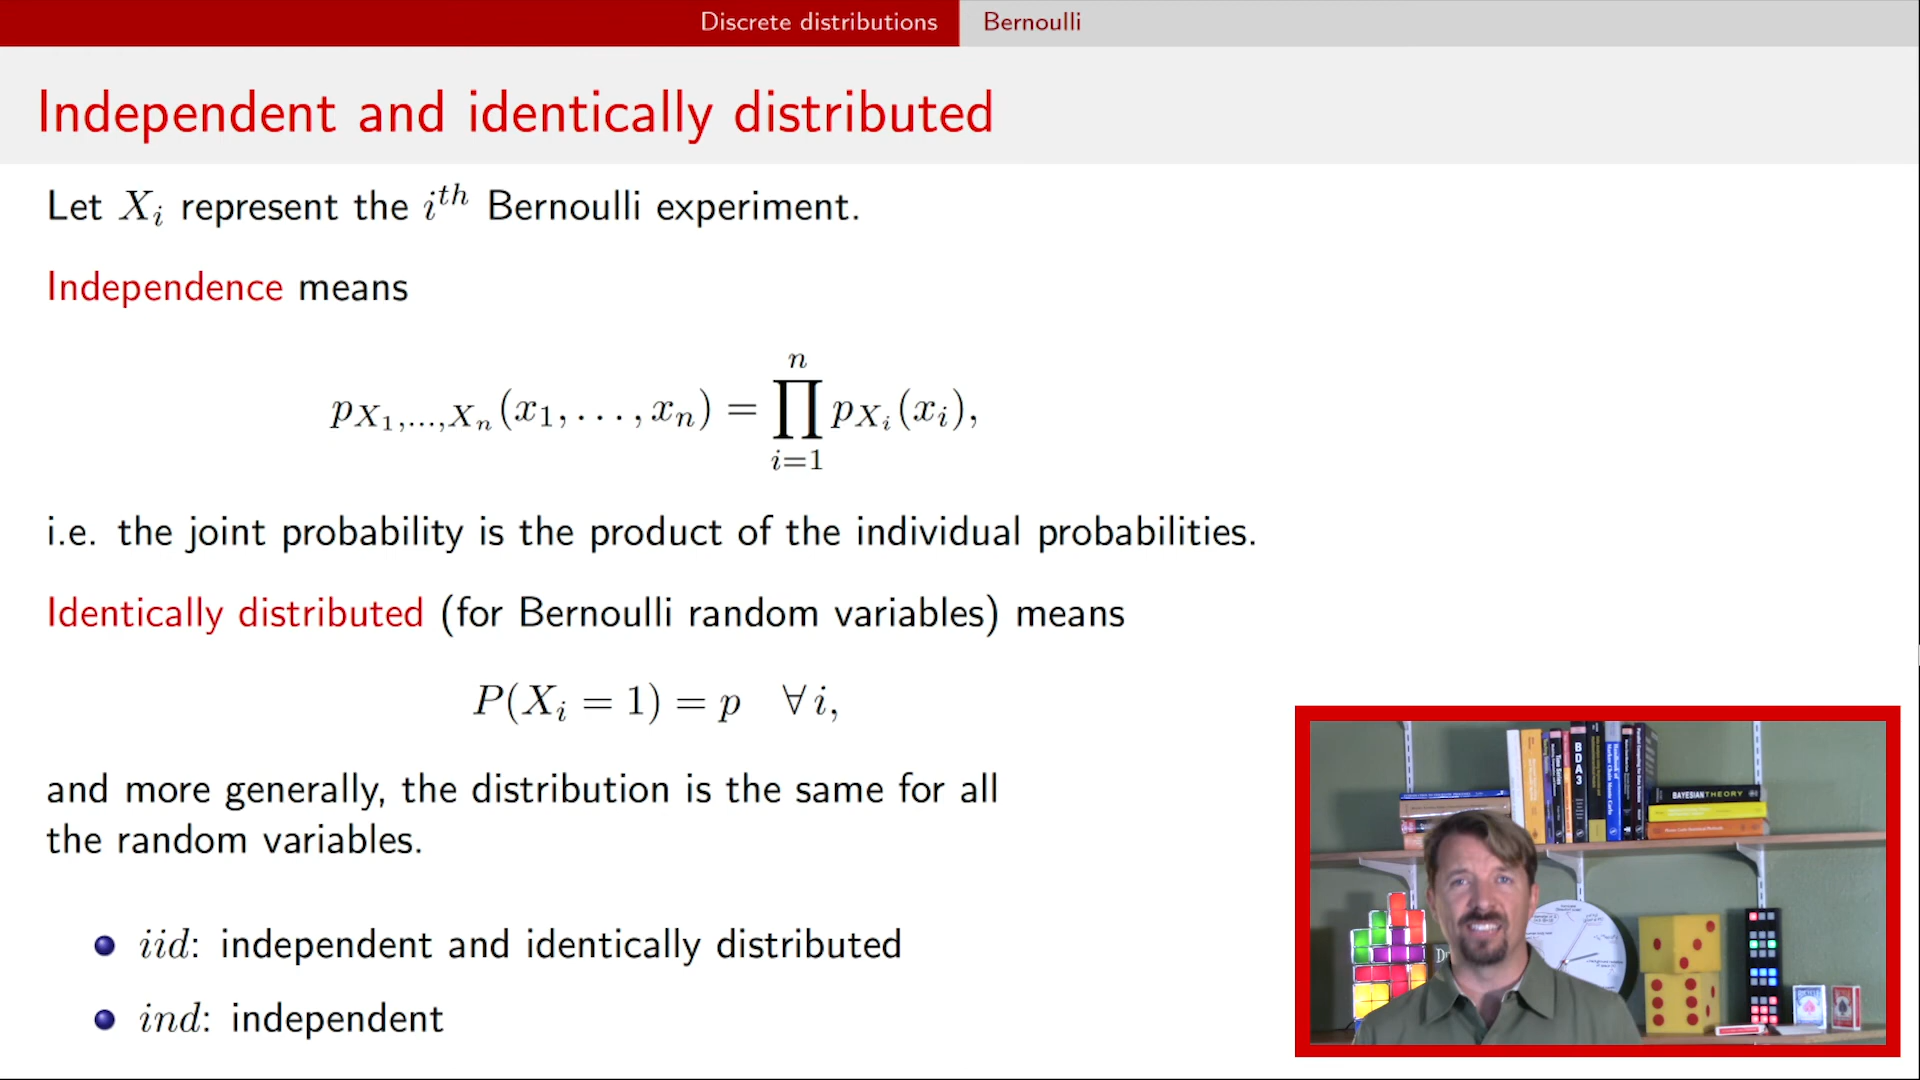 Discrete distributions Bernoulli
Independent and identically distributed
Let X_i represent the i^{th} Bernoulli experiment.
Independence means
p_{X_1,...,X_n}(x_1, . . . , x_n) = \prod_{i=1}^{n} p_{X_i}(x_i),
i.e. the joint probability is the product of the individual probabilities.
Identically distributed (for Bernoulli random variables) means
P(X_i = 1) = p ∀ i,
and more generally, the distribution is the same for all
the random variables.
iid: independent and identically distributed
ind: independent
BDA3
BAYESIAN THEORY